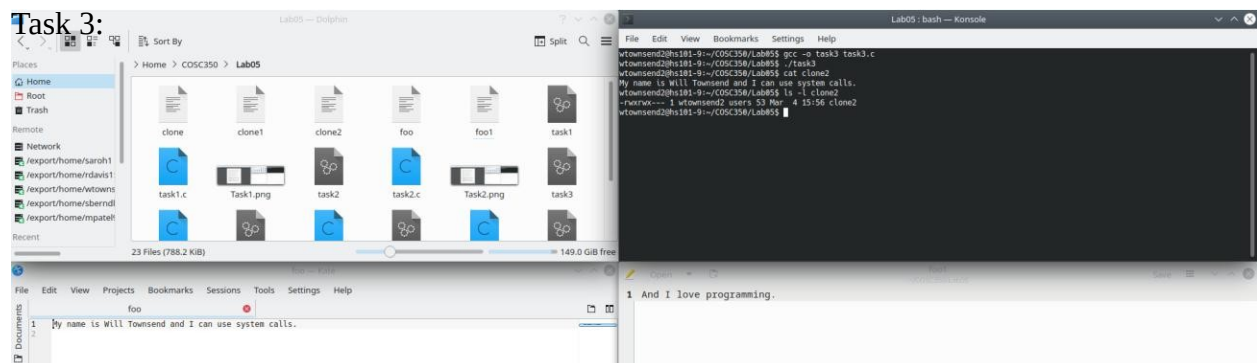 Task 3:
Lab05 — Dolphin
Sort By
Split
Places
Home
Root
Trash
Remote
Network
/export/home/saroh1
/export/home/rdavis1
/export/home/wtowns
/export/home/sberndl
/export/home/mpatel
Recent
> Home > COSC350 > Lab05
clone
clone1
clone2
foo
foo1
task1
task1.c
Task1.png
task2
task2.c
Task2.png
task3
23 Files (788.2 KiB)
149.0 GiB free
Lab05 : bash — Konsole
File Edit View Bookmarks Settings Help
wtownsend2@hs101-9:~/COSC350/Lab05$ gcc -o task3 task3.c
wtownsend2@hs101-9:~/COSC350/Lab05$ ./task3
wtownsend2@hs101-9:~/COSC350/Lab05$ cat clone2
My name is Will Townsend and I can use system calls.
wtownsend2@hs101-9:~/COSC350/Lab05$ ls -l clone2
-rwxrwx--- 1 wtownsend2 users 53 Mar  4 15:56 clone2
wtownsend2@hs101-9:~/COSC350/Lab05$
foo — Kate
File Edit View Projects Bookmarks Sessions Tools Settings Help
foo
Documents
1 My name is Will Townsend and I can use system calls.
2
Open
foo1
Save
1 And I love programming.